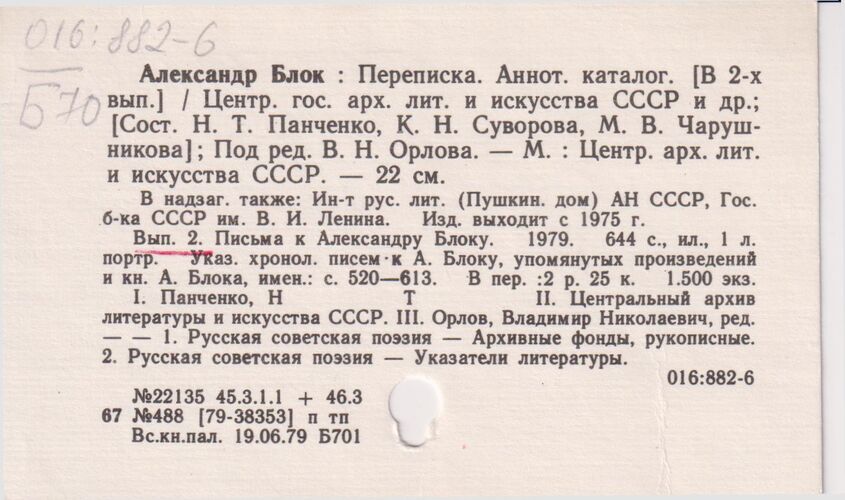 016:882-6
Б70
Александр Блок : Переписка. Аннот. каталог. [В 2-х
вып.] / Центр. гос. арх. лит. и искусства СССР и др.;
[Сост. Н. Т. Панченко, К. Н. Суворова, М. В. Чаруш-
никова]; Под ред. В. Н. Орлова. — М. : Центр. арх. лит.
и искусства СССР. — 22 см.
В надзаг. также: Ин-т рус. лит. (Пушкин. дом) АН СССР, Гос.
б-ка СССР им. В. И. Ленина. Изд. выходит с 1975 г.
Вып. 2. Письма к Александру Блоку. 1979. 644 с., ил., 1 л.
портр. Указ. хронол. писем к А. Блоку, упомянутых произведений
и кн. А. Блока, имен.: с. 520—613. В пер. :2 р. 25 к. 1.500 экз.
I. Панченко, Н Т II. Центральный архив
литературы и искусства СССР. III. Орлов, Владимир Николаевич, ред.
— — 1. Русская советская поэзия — Архивные фонды, рукописные.
2. Русская советская поэзия — Указатели литературы.
016:882-6
№22135 45.3.1.1 + 46.3
67 №488 [79-38353] п тп
Вс.кн.пал. 19.06.79 Б701